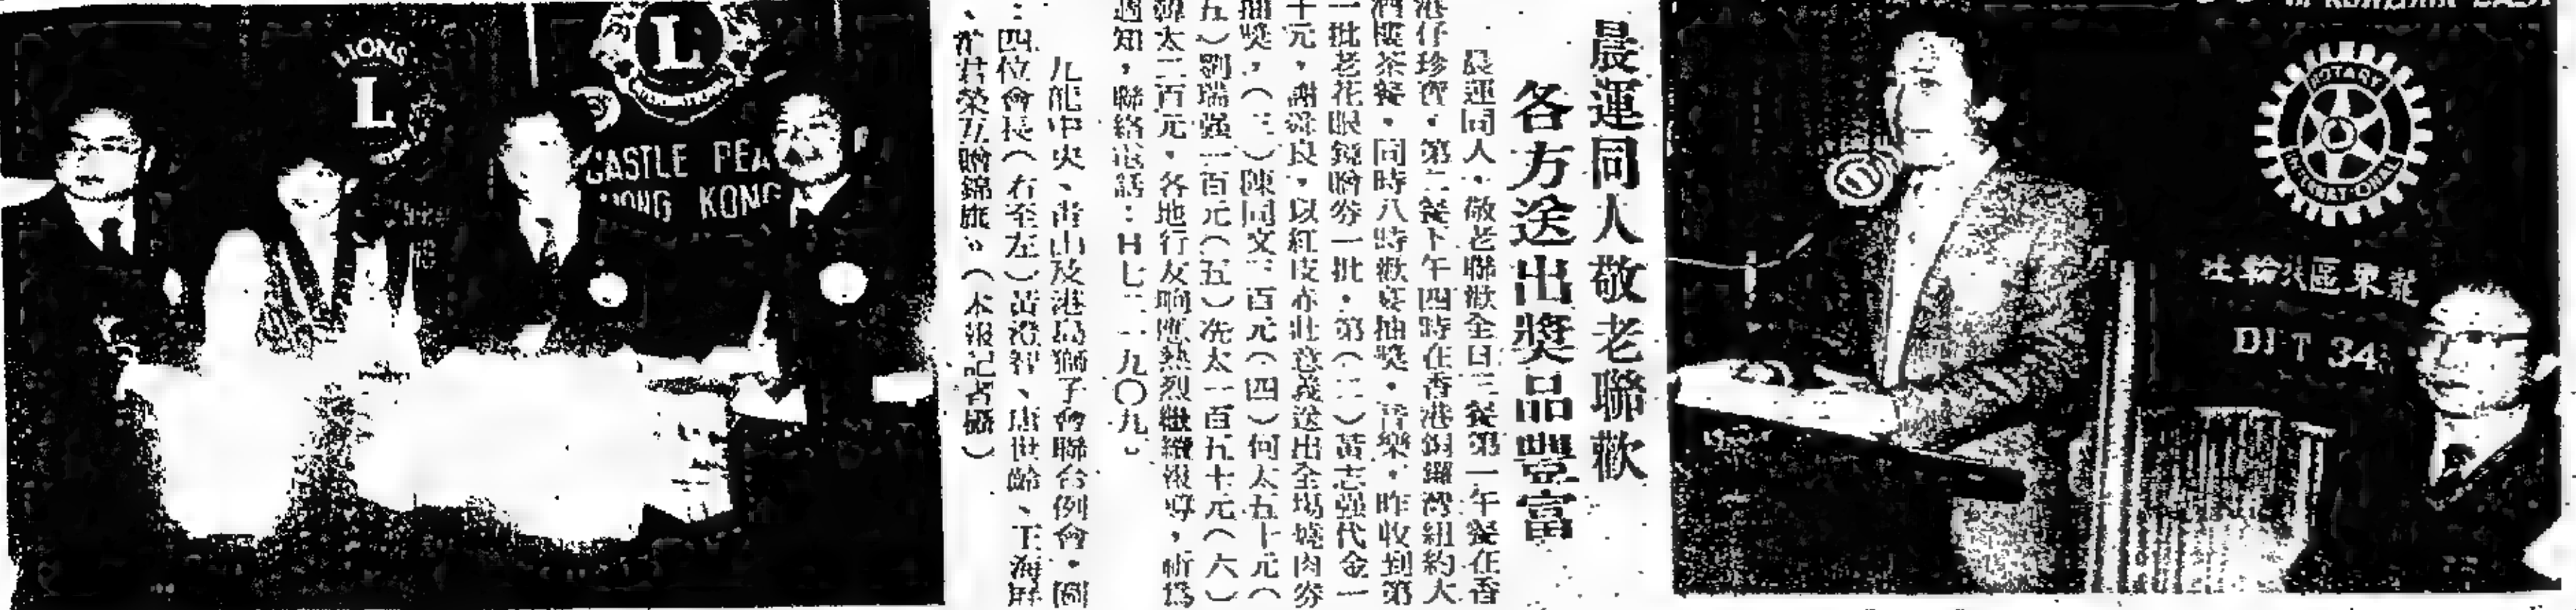 晨運同人敬老聯歡
各方送出獎品豐富
晨運同人，敬老聯歡全日三餐第一午餐在香
港仔珍寶，第二餐下午四時在香港銅鑼灣紐約大
酒樓茶餐，同時八時歡宴抽獎，音樂，昨收到第
一批老花眼鏡贈券一批，第（二）黃志强代金一
十元，謝 良，以紅皮赤壯意義送出全場燒肉券
抽獎，（三）陳同文三百元（四）何太五十元（
五）劉瑞强一百元（五）冼太一百五十元（六）
太二百元，各地行友响應熱烈繼續報導，祈為
週知，聯絡電話：H七二一九〇九。
九龍中央、青山及港島獅子會聯合例會，圖
：四位會長（右至左）黃澄智、唐世齡、王海
、 君榮互贈錦旗。（本報記者攝）
LIONS
L
L
CASTLE PEA
HONG KONG
ROTARY
INTERNATIONAL
社輪扶區東龍
DIT 34